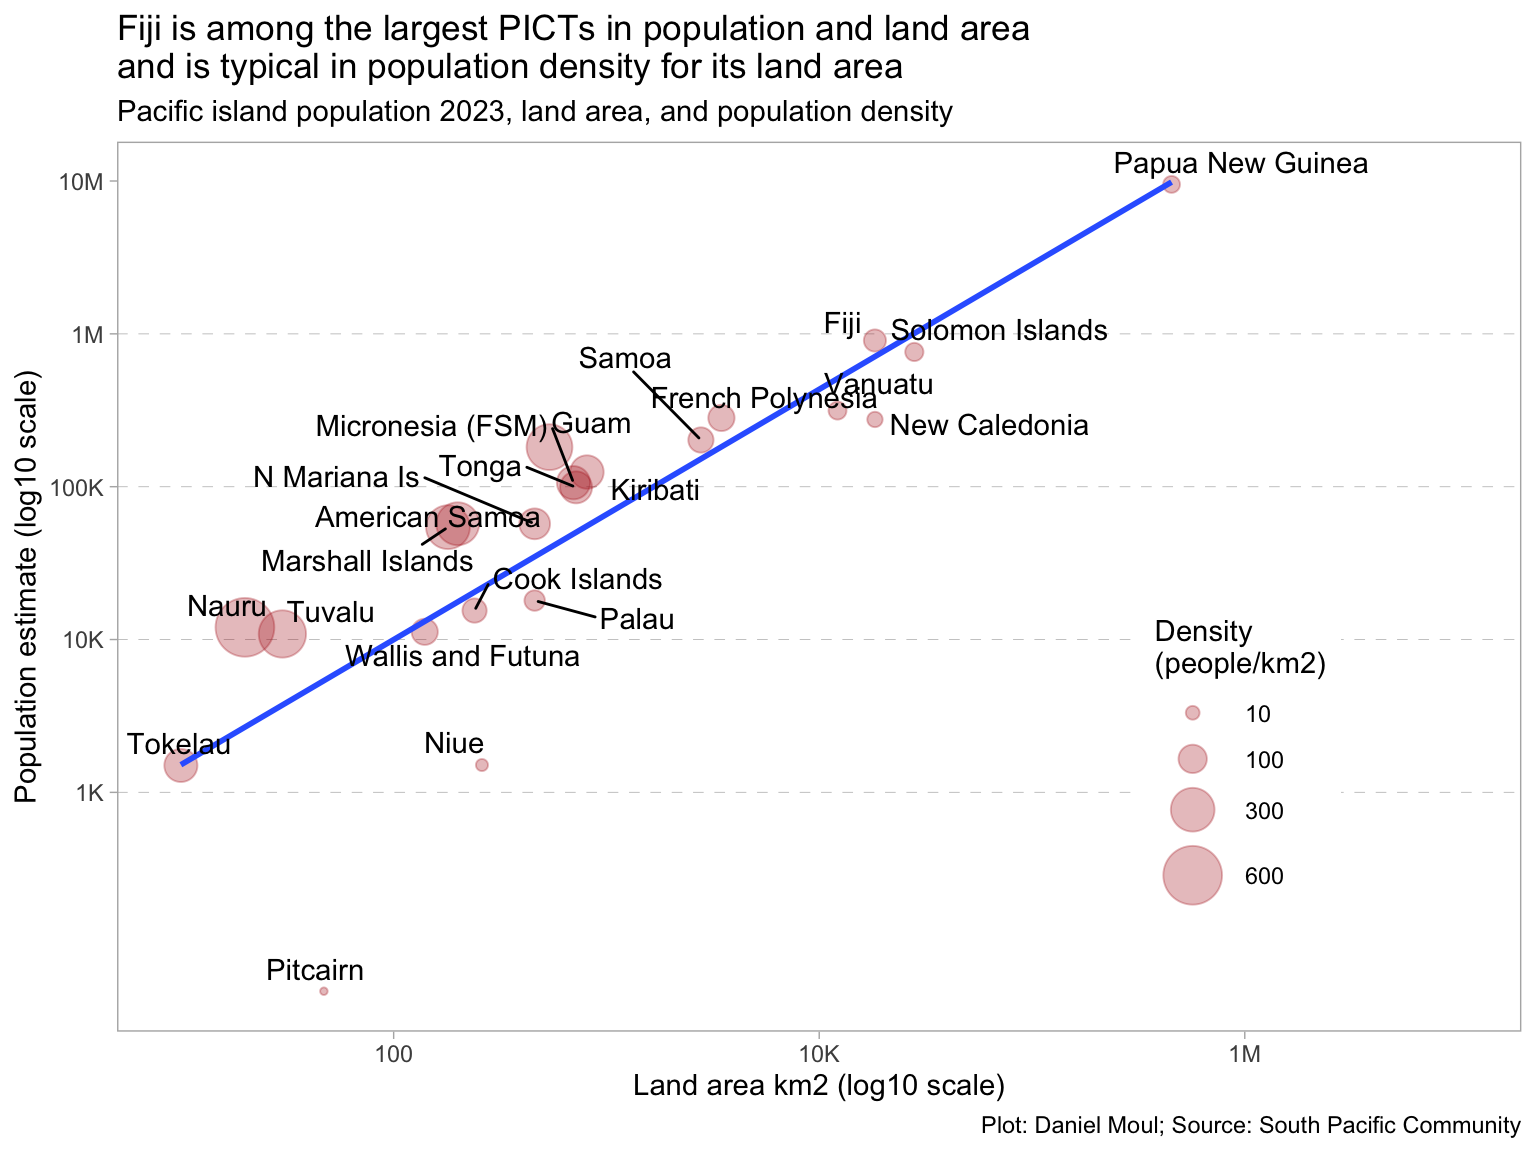 Fiji is among the largest PICTs in population and land area
and is typical in population density for its land area
Pacific island population 2023, land area, and population density
Population estimate (log10 scale)
10M
1M
100K
10K
1K
Papua New Guinea
Fiji
Solomon Islands
Samoa
Vanuatu
French Polynesia
New Caledonia
Micronesia (FSM)
Guam
Tonga
N Mariana Is
Kiribati
American Samoa
Marshall Islands
Cook Islands
Palau
Nauru
Tuvalu
Wallis and Futuna
Tokelau
Niue
Pitcairn
Density
(people/km2)
10
100
300
600
100
10K
1M
Land area km2 (log10 scale)
Plot: Daniel Moul; Source: South Pacific Community